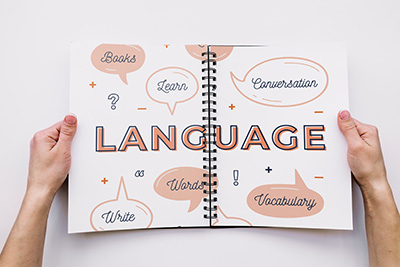 Books
Learn
Conversation
?
LANGUAGE
Words
!
Write
"
Vocabulary